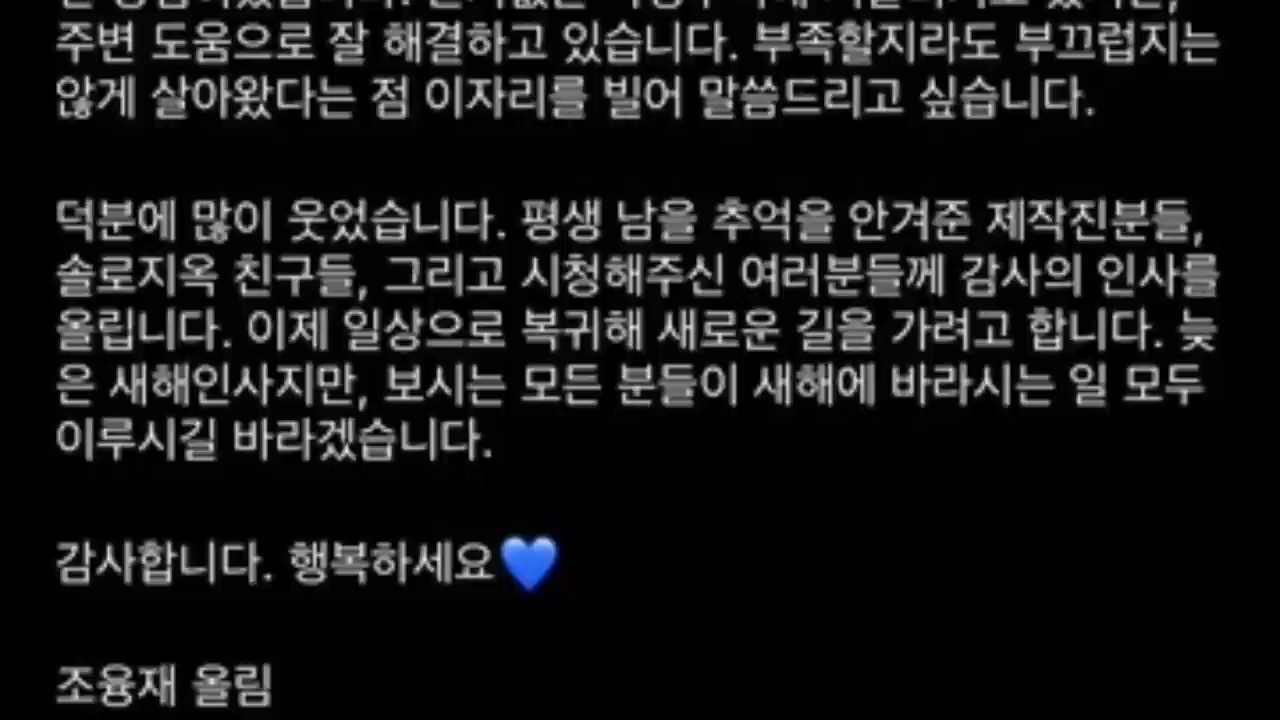 주변 도움으로 잘 해결하고 있습니다. 부족할지라도 부끄럽지는
않게 살아왔다는 점 이자리를 빌어 말씀드리고 싶습니다.
덕분에 많이 웃었습니다. 평생 남을 추억을 안겨준 제작진분들,
솔로지옥 친구들, 그리고 시청해주신 여러분들께 감사의 인사를
올립니다. 이제 일상으로 복귀해 새로운 길을 가려고 합니다. 늦
은 새해인사지만, 보시는 모든 분들이 새해에 바라시는 일 모두
이루시길 바라겠습니다.
감사합니다. 행복하세요💙
조융재 올림